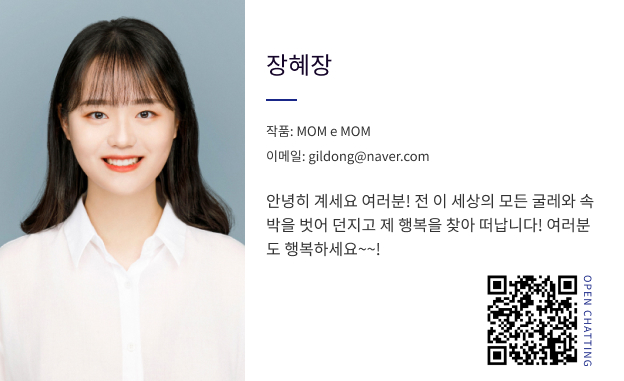 장혜장
작품: MOM e MOM
이메일: gildong@naver.com
안녕히 계세요 여러분! 전 이 세상의 모든 굴레와 속
박을 벗어 던지고 제 행복을 찾아 떠납니다! 여러분
도 행복하세요~~!
OPEN CHATTING